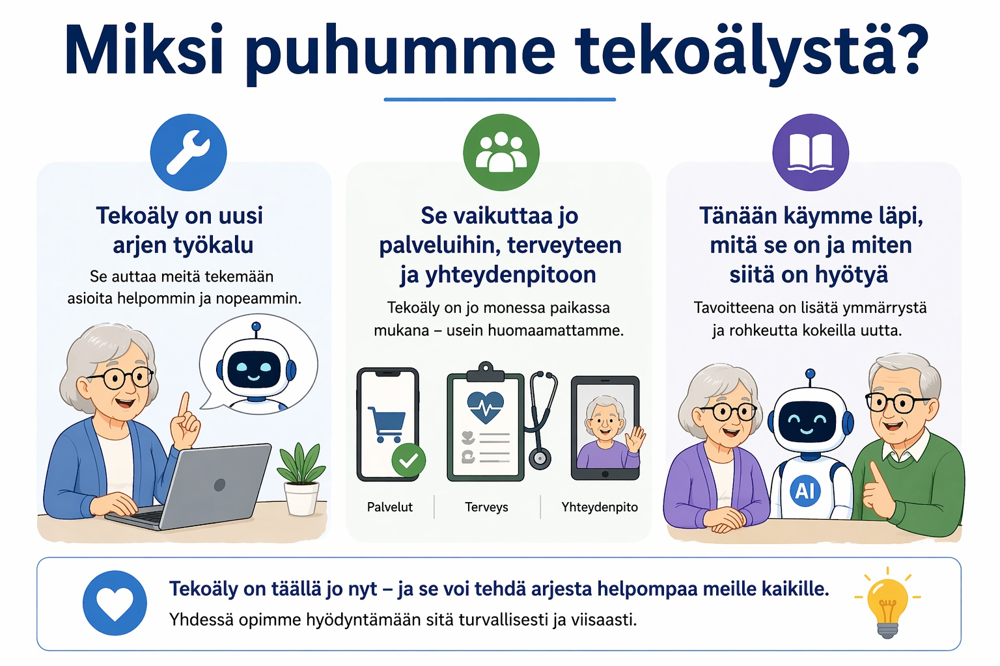 Miksi puhumme tekoälystä?
Tekoäly on uusi
arjen työkalu
Se auttaa meitä tekemään
asioita helpommin ja nopeammin.
Se vaikuttaa jo
palveluihin, terveyteen
ja yhteydenpitoon
Tekoäly on jo monessa paikassa
mukana – usein huomaamattamme.
Palvelut
Terveys
Yhteydenpito
Tänään käymme läpi,
mitä se on ja miten
siitä on hyötyä
Tavoitteena on lisätä ymmärrystä
ja rohkeutta kokeilla uutta.
AI
Tekoäly on täällä jo nyt – ja se voi tehdä arjesta helpompaa meille kaikille.
Yhdessä opimme hyödyntämään sitä turvallisesti ja viisaasti.